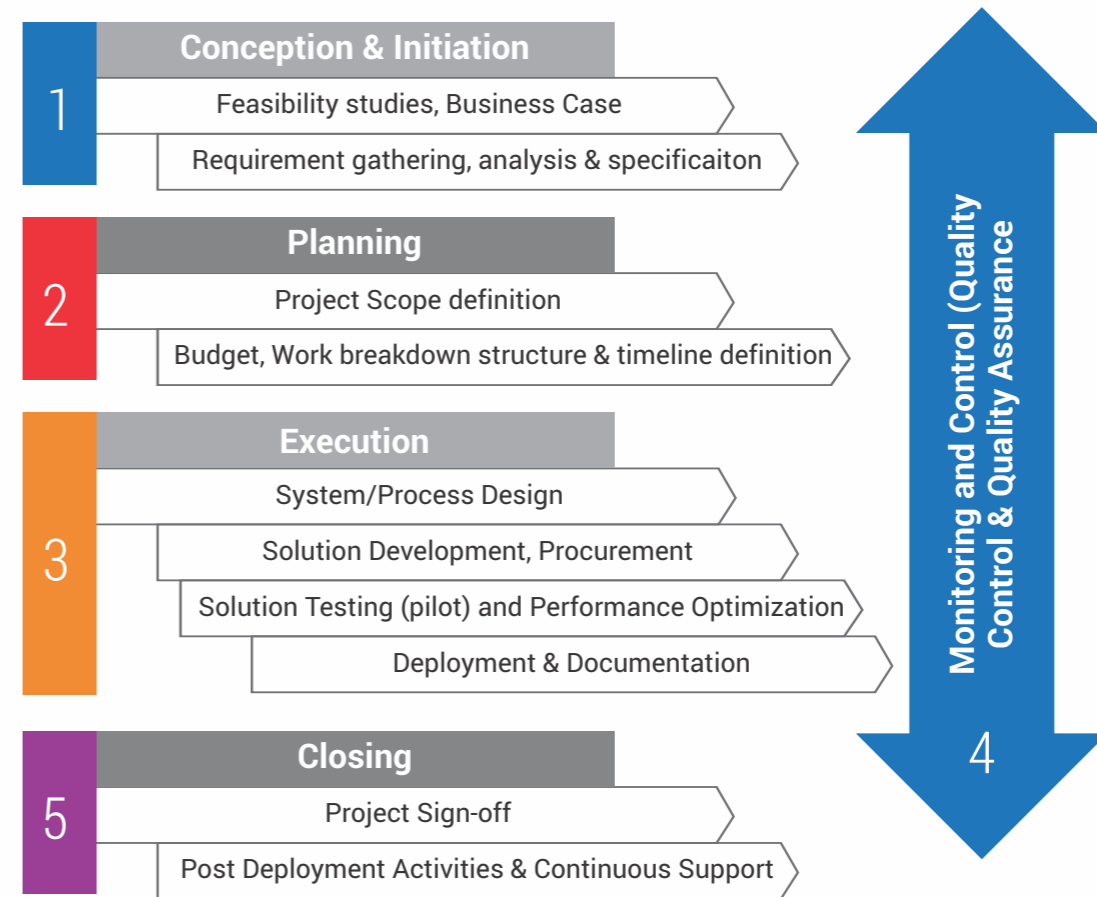 1
Conception & Initiation
Feasibility studies, Business Case
Requirement gathering, analysis & specificaiton
2
Planning
Project Scope definition
Budget, Work breakdown structure & timeline definition
3
Execution
System/Process Design
Solution Development, Procurement
Solution Testing (pilot) and Performance Optimization
Deployment & Documentation
Monitoring and Control (Quality
Control & Quality Assurance
4
5
Closing
Project Sign-off
Post Deployment Activities & Continuous Support